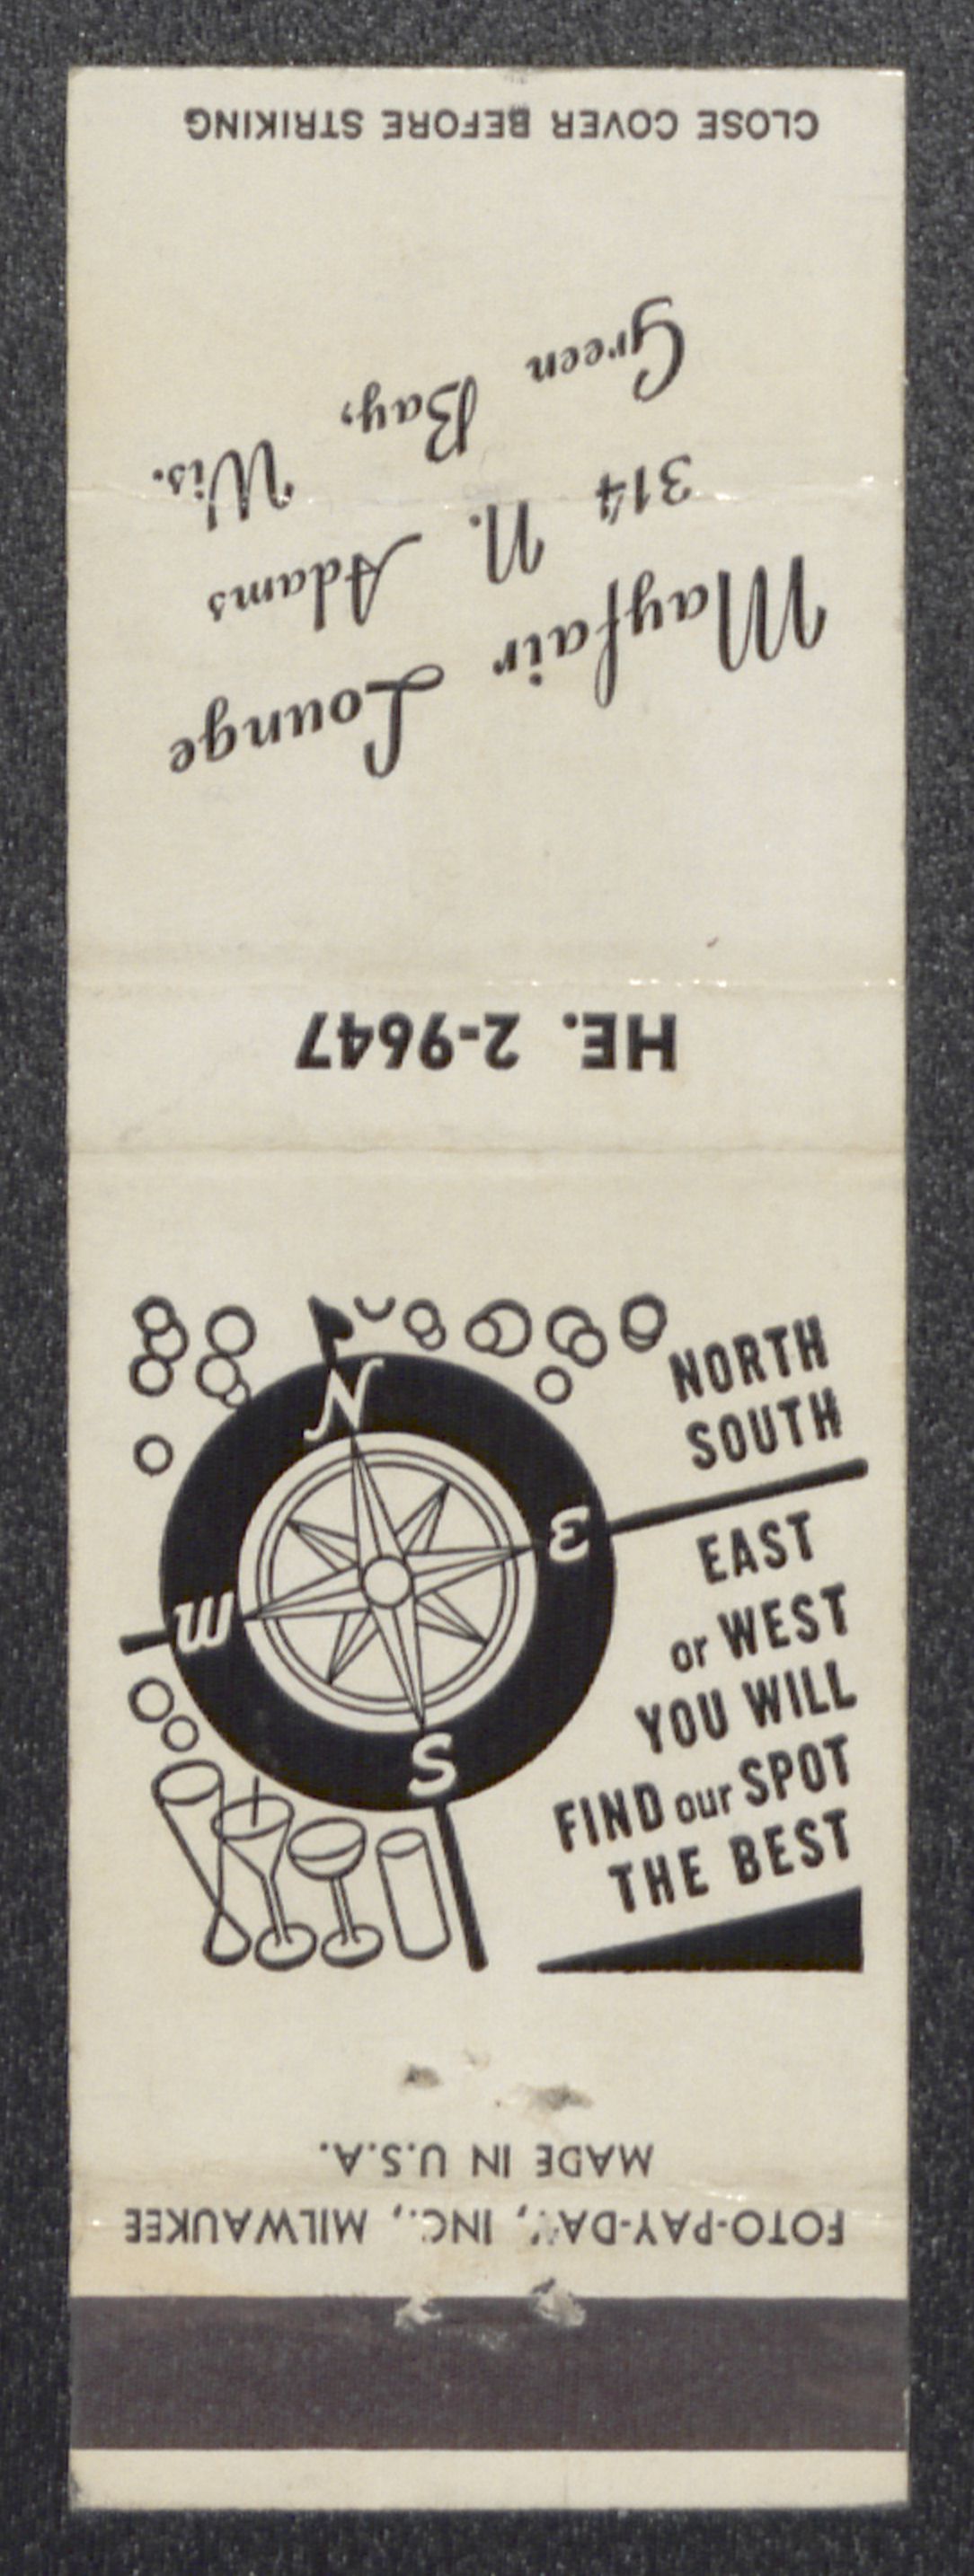 FOTO-PAY-DAY, INC., MILWAUKEE
MADE IN U.S.A.
NORTH
SOUTH
EAST
or WEST
YOU WILL
FIND our SPOT
THE BEST
N
W
E
S
HE. 2-9647
Mayfair Lounge
314 N. Adams
Green Bay, Wis.
CLOSE COVER BEFORE STRIKING